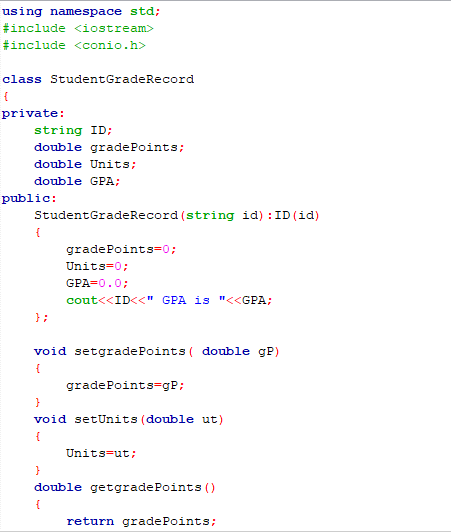 using namespace std;
#include <iostream>
#include <conio.h>
class StudentGradeRecord
{
private:
    string ID;
    double gradePoints;
    double Units;
    double GPA;
public:
    StudentGradeRecord(string id):ID(id)
    {
        gradePoints=0;
        Units=0;
        GPA=0.0;
        cout<<ID<<" GPA is "<<GPA;
    };
    void setgradePoints( double gP)
    {
        gradePoints=gP;
    }
    void setUnits(double ut)
    {
        Units=ut;
    }
    double getgradePoints()
    {
        return gradePoints;